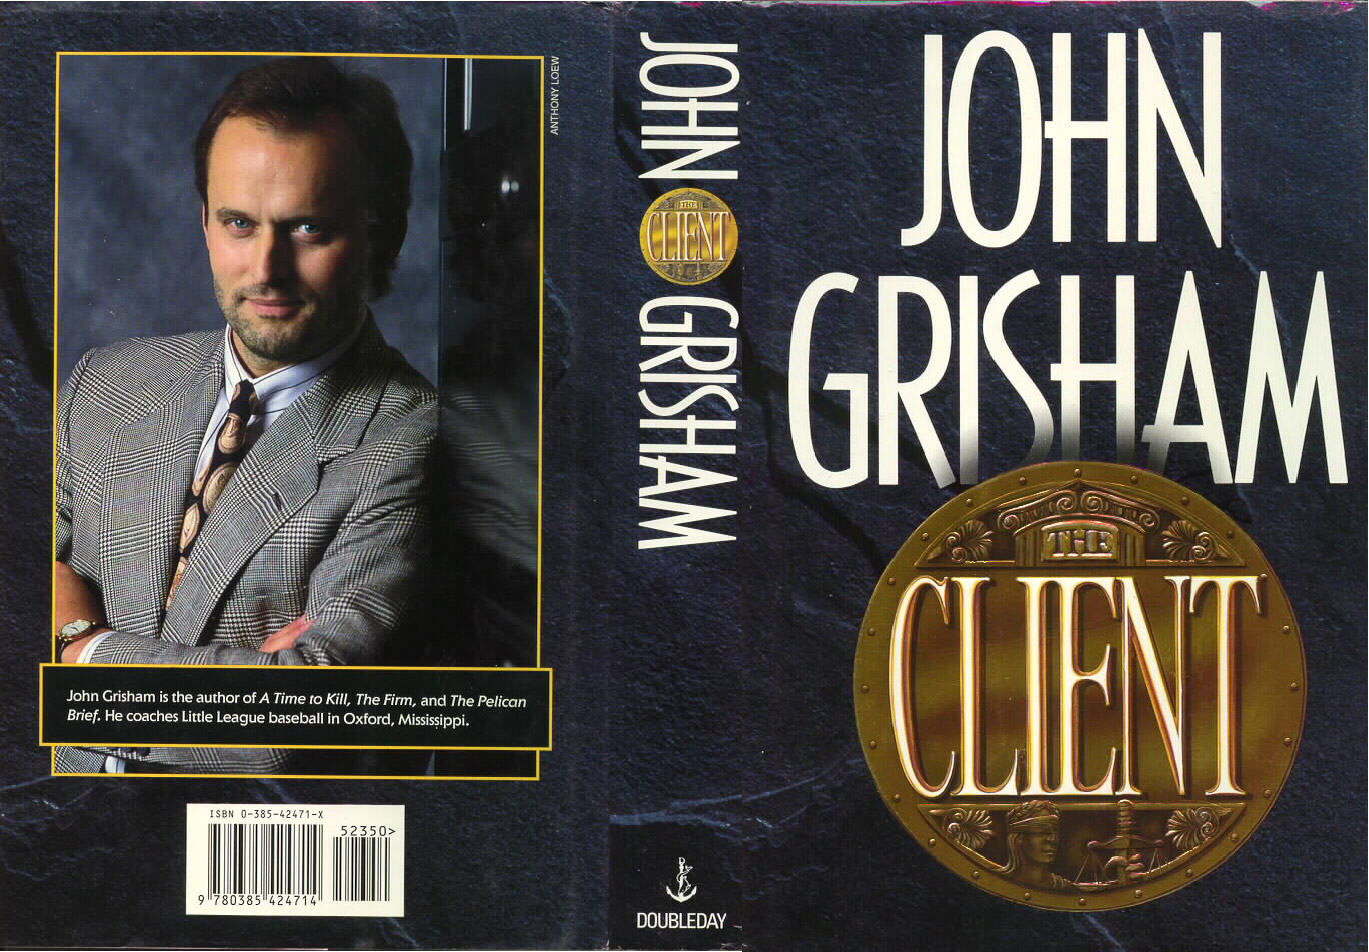 ANTHONY LOEW
John Grisham is the author of A Time to Kill, The Firm, and The Pelican
Brief. He coaches Little League baseball in Oxford, Mississippi.
ISBN 0-385-42471-X
52350>
9 780385 424714
JOHN
THE
CLIENT
GRISHAM
DOUBLEDAY
JOHN
GRISHAM
THE
CLIENT